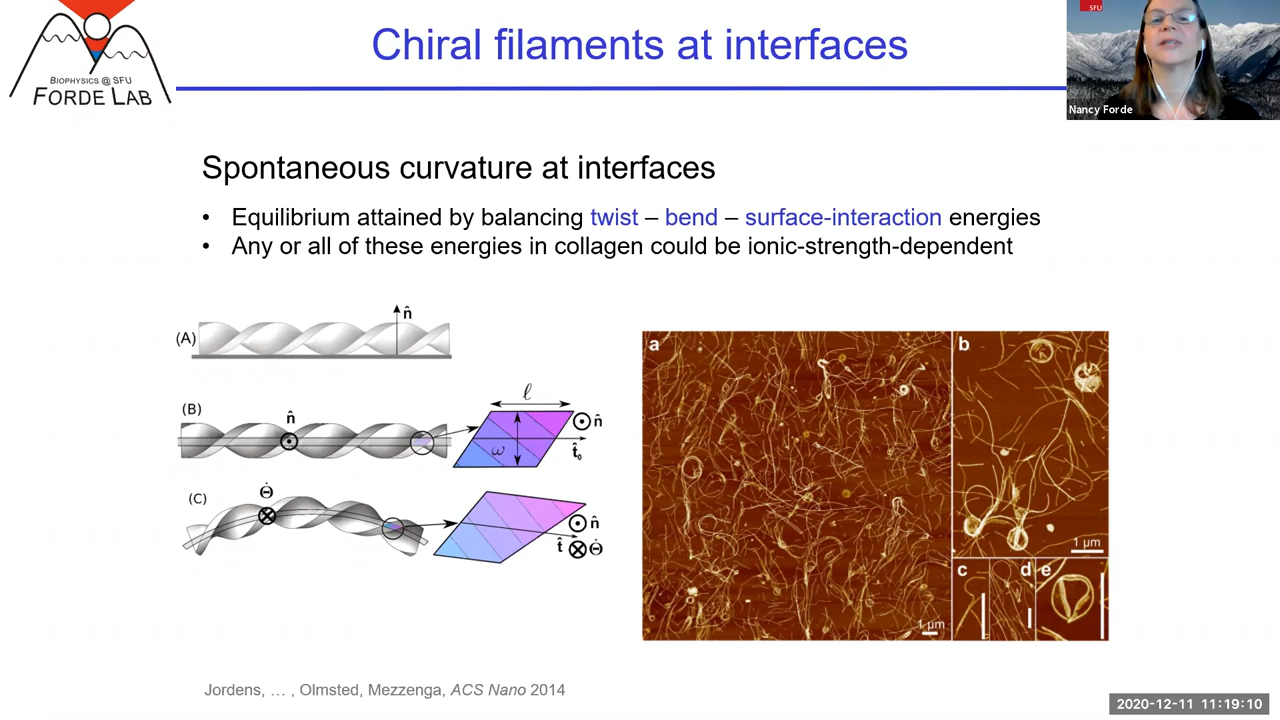 Chiral filaments at interfaces
BIOPHYSICS @ SFU
FORDE LAB
SFU
Nancy Forde
Spontaneous curvature at interfaces
• Equilibrium attained by balancing twist – bend – surface-interaction energies
• Any or all of these energies in collagen could be ionic-strength-dependent
(A)
n̂
(B)
n̂
ℓ
ω
n̂
t̂₀
(C)
Θ̇
n̂
t̂
Θ̇
a
b
1 µm
c
d
e
1 µm
Jordens, … , Olmsted, Mezzenga, ACS Nano 2014
2020-12-11 11:19:10